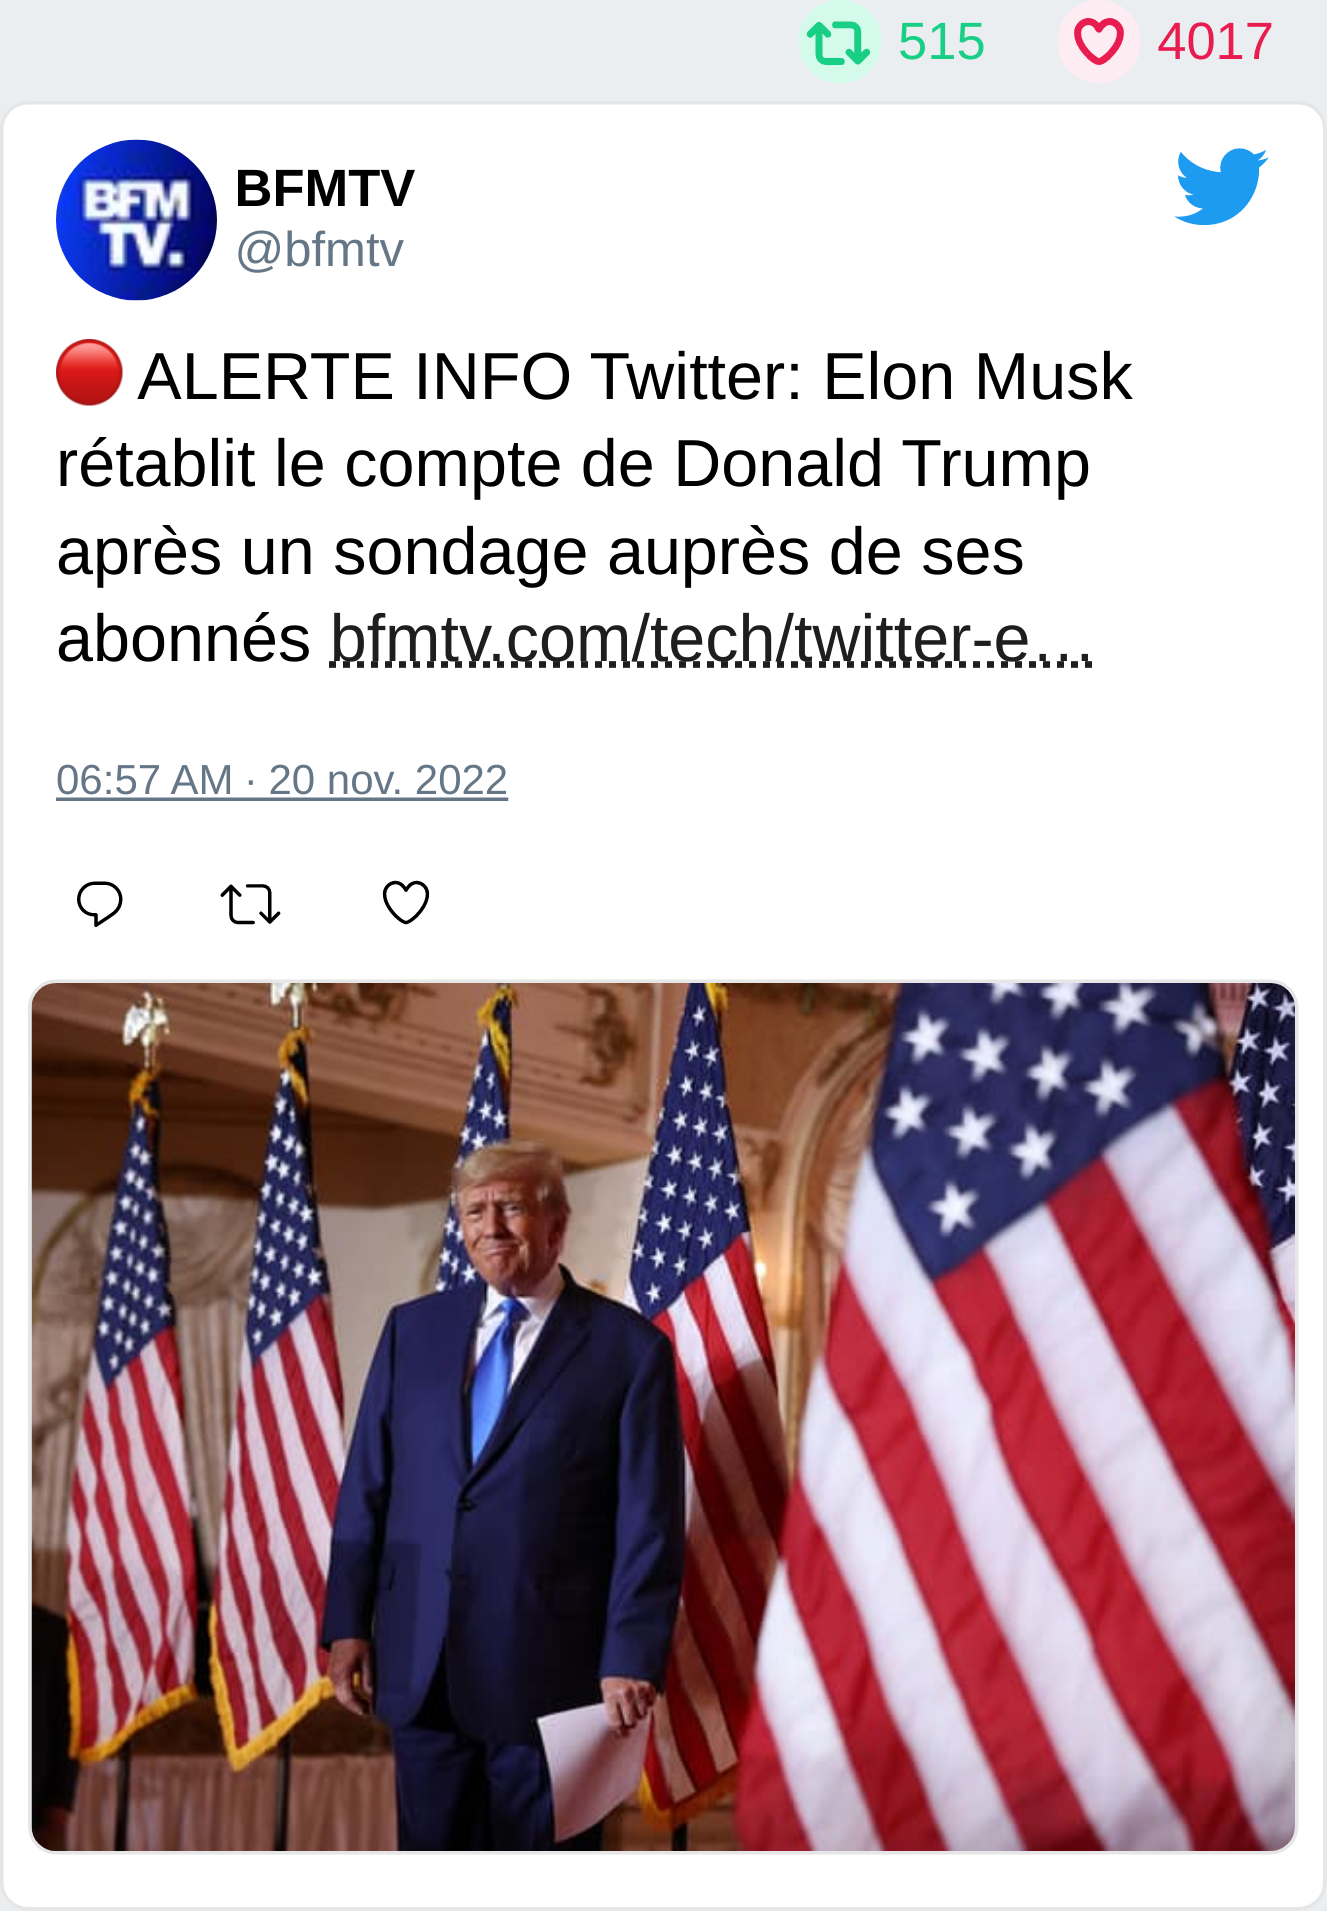 515 4017
BFM
TV.
BFMTV
@bfmtv
🔴 ALERTE INFO Twitter: Elon Musk
rétablit le compte de Donald Trump
après un sondage auprès de ses
abonnés bfmtv.com/tech/twitter-e…
06:57 AM · 20 nov. 2022